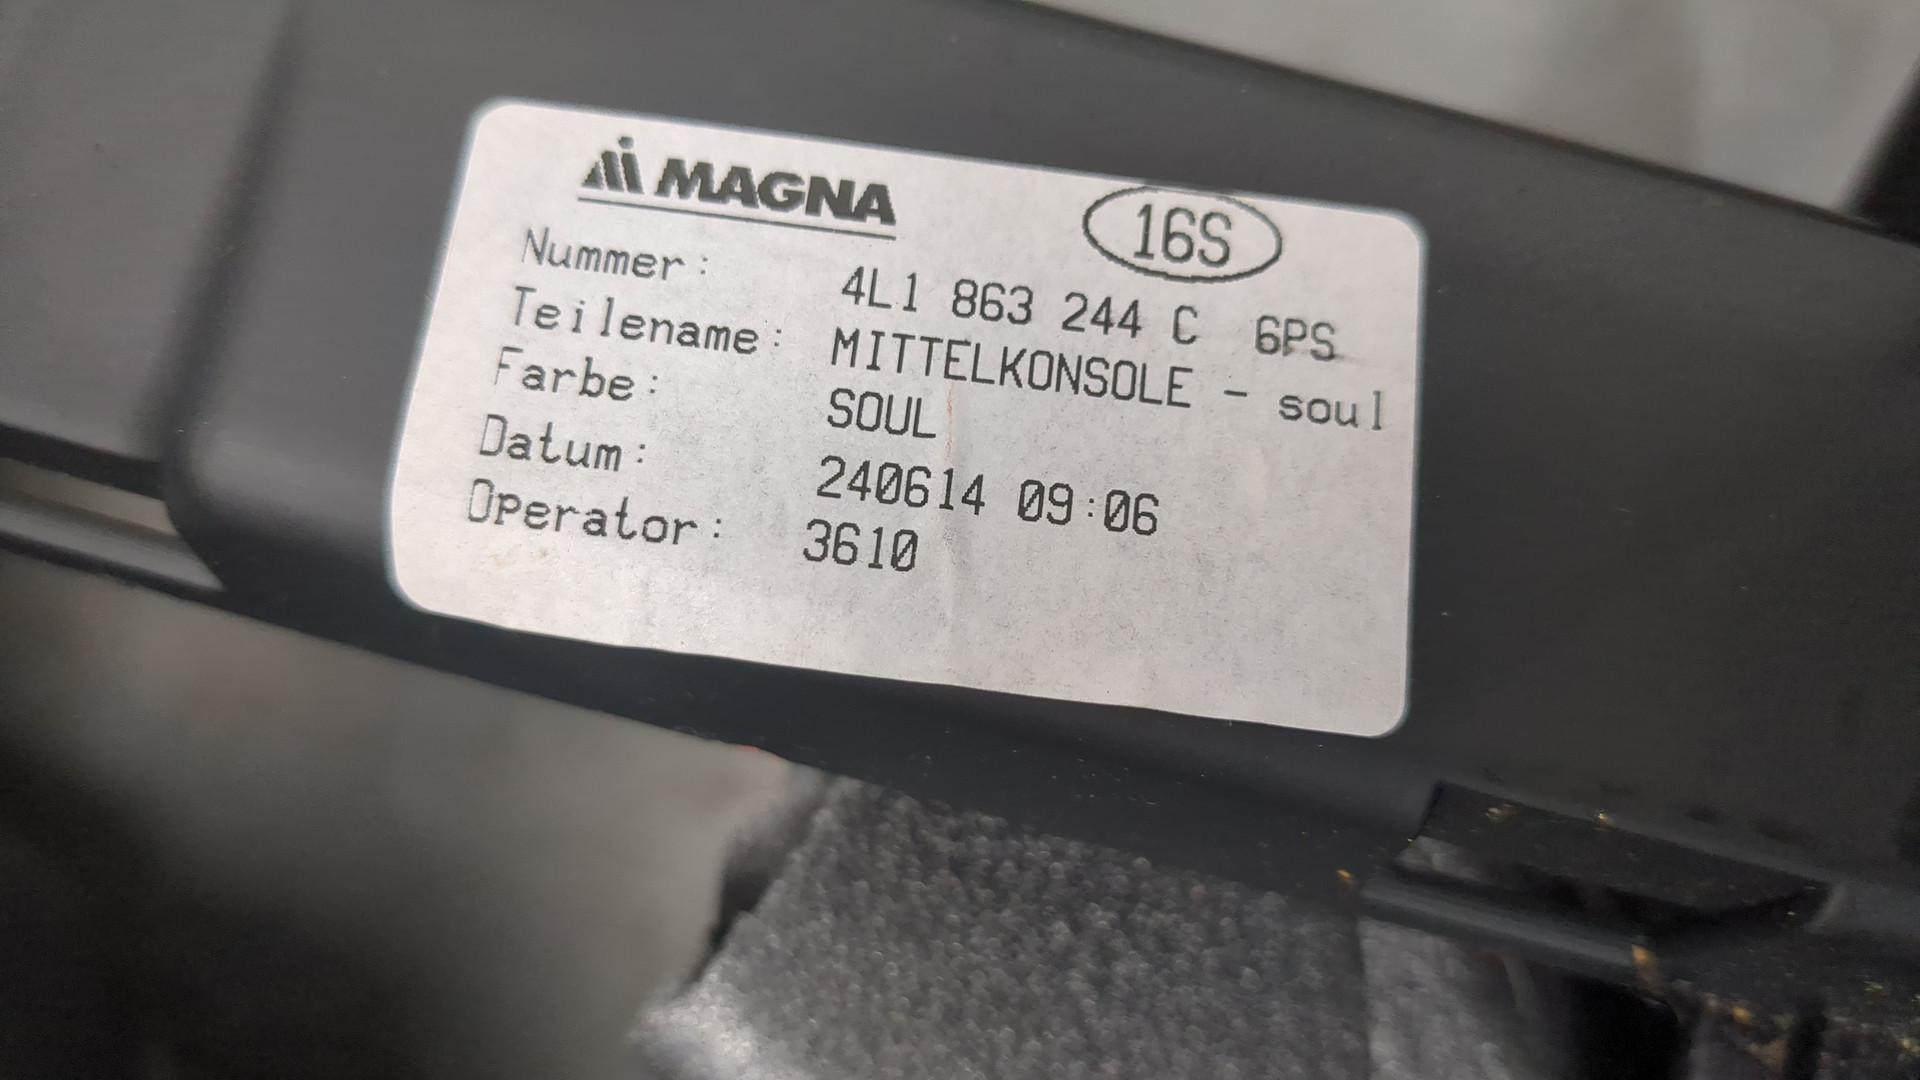 MAGNA
16S
Nummer: 4L1 863 244 C 6PS
Teilename: MITTELKONSOLE - soul
Farbe: SOUL
Datum: 240614 09:06
Operator: 3610